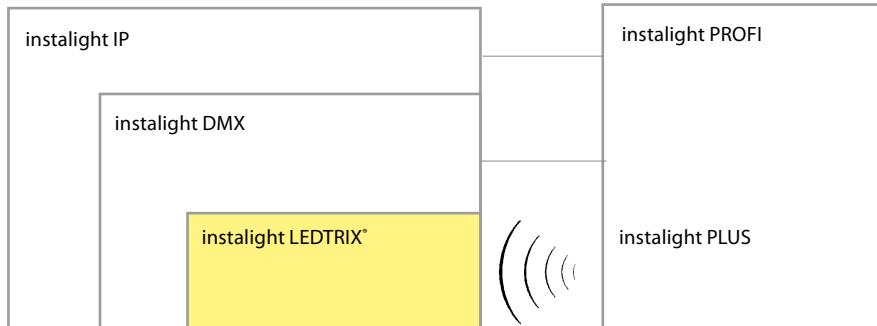 instalight IP
instalight PROFI
instalight DMX
instalight LEDTRIX®
instalight PLUS